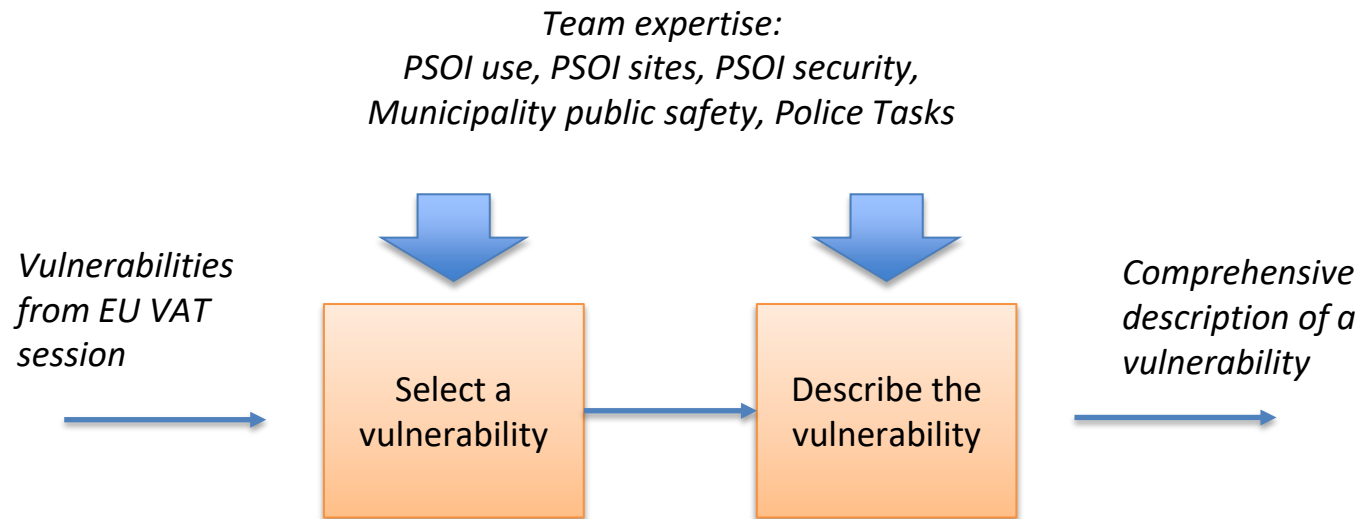 Team expertise:
PSOI use, PSOI sites, PSOI security,
Municipality public safety, Police Tasks
Vulnerabilities
from EU VAT
session
Select a
vulnerability
Describe the
vulnerability
Comprehensive
description of a
vulnerability